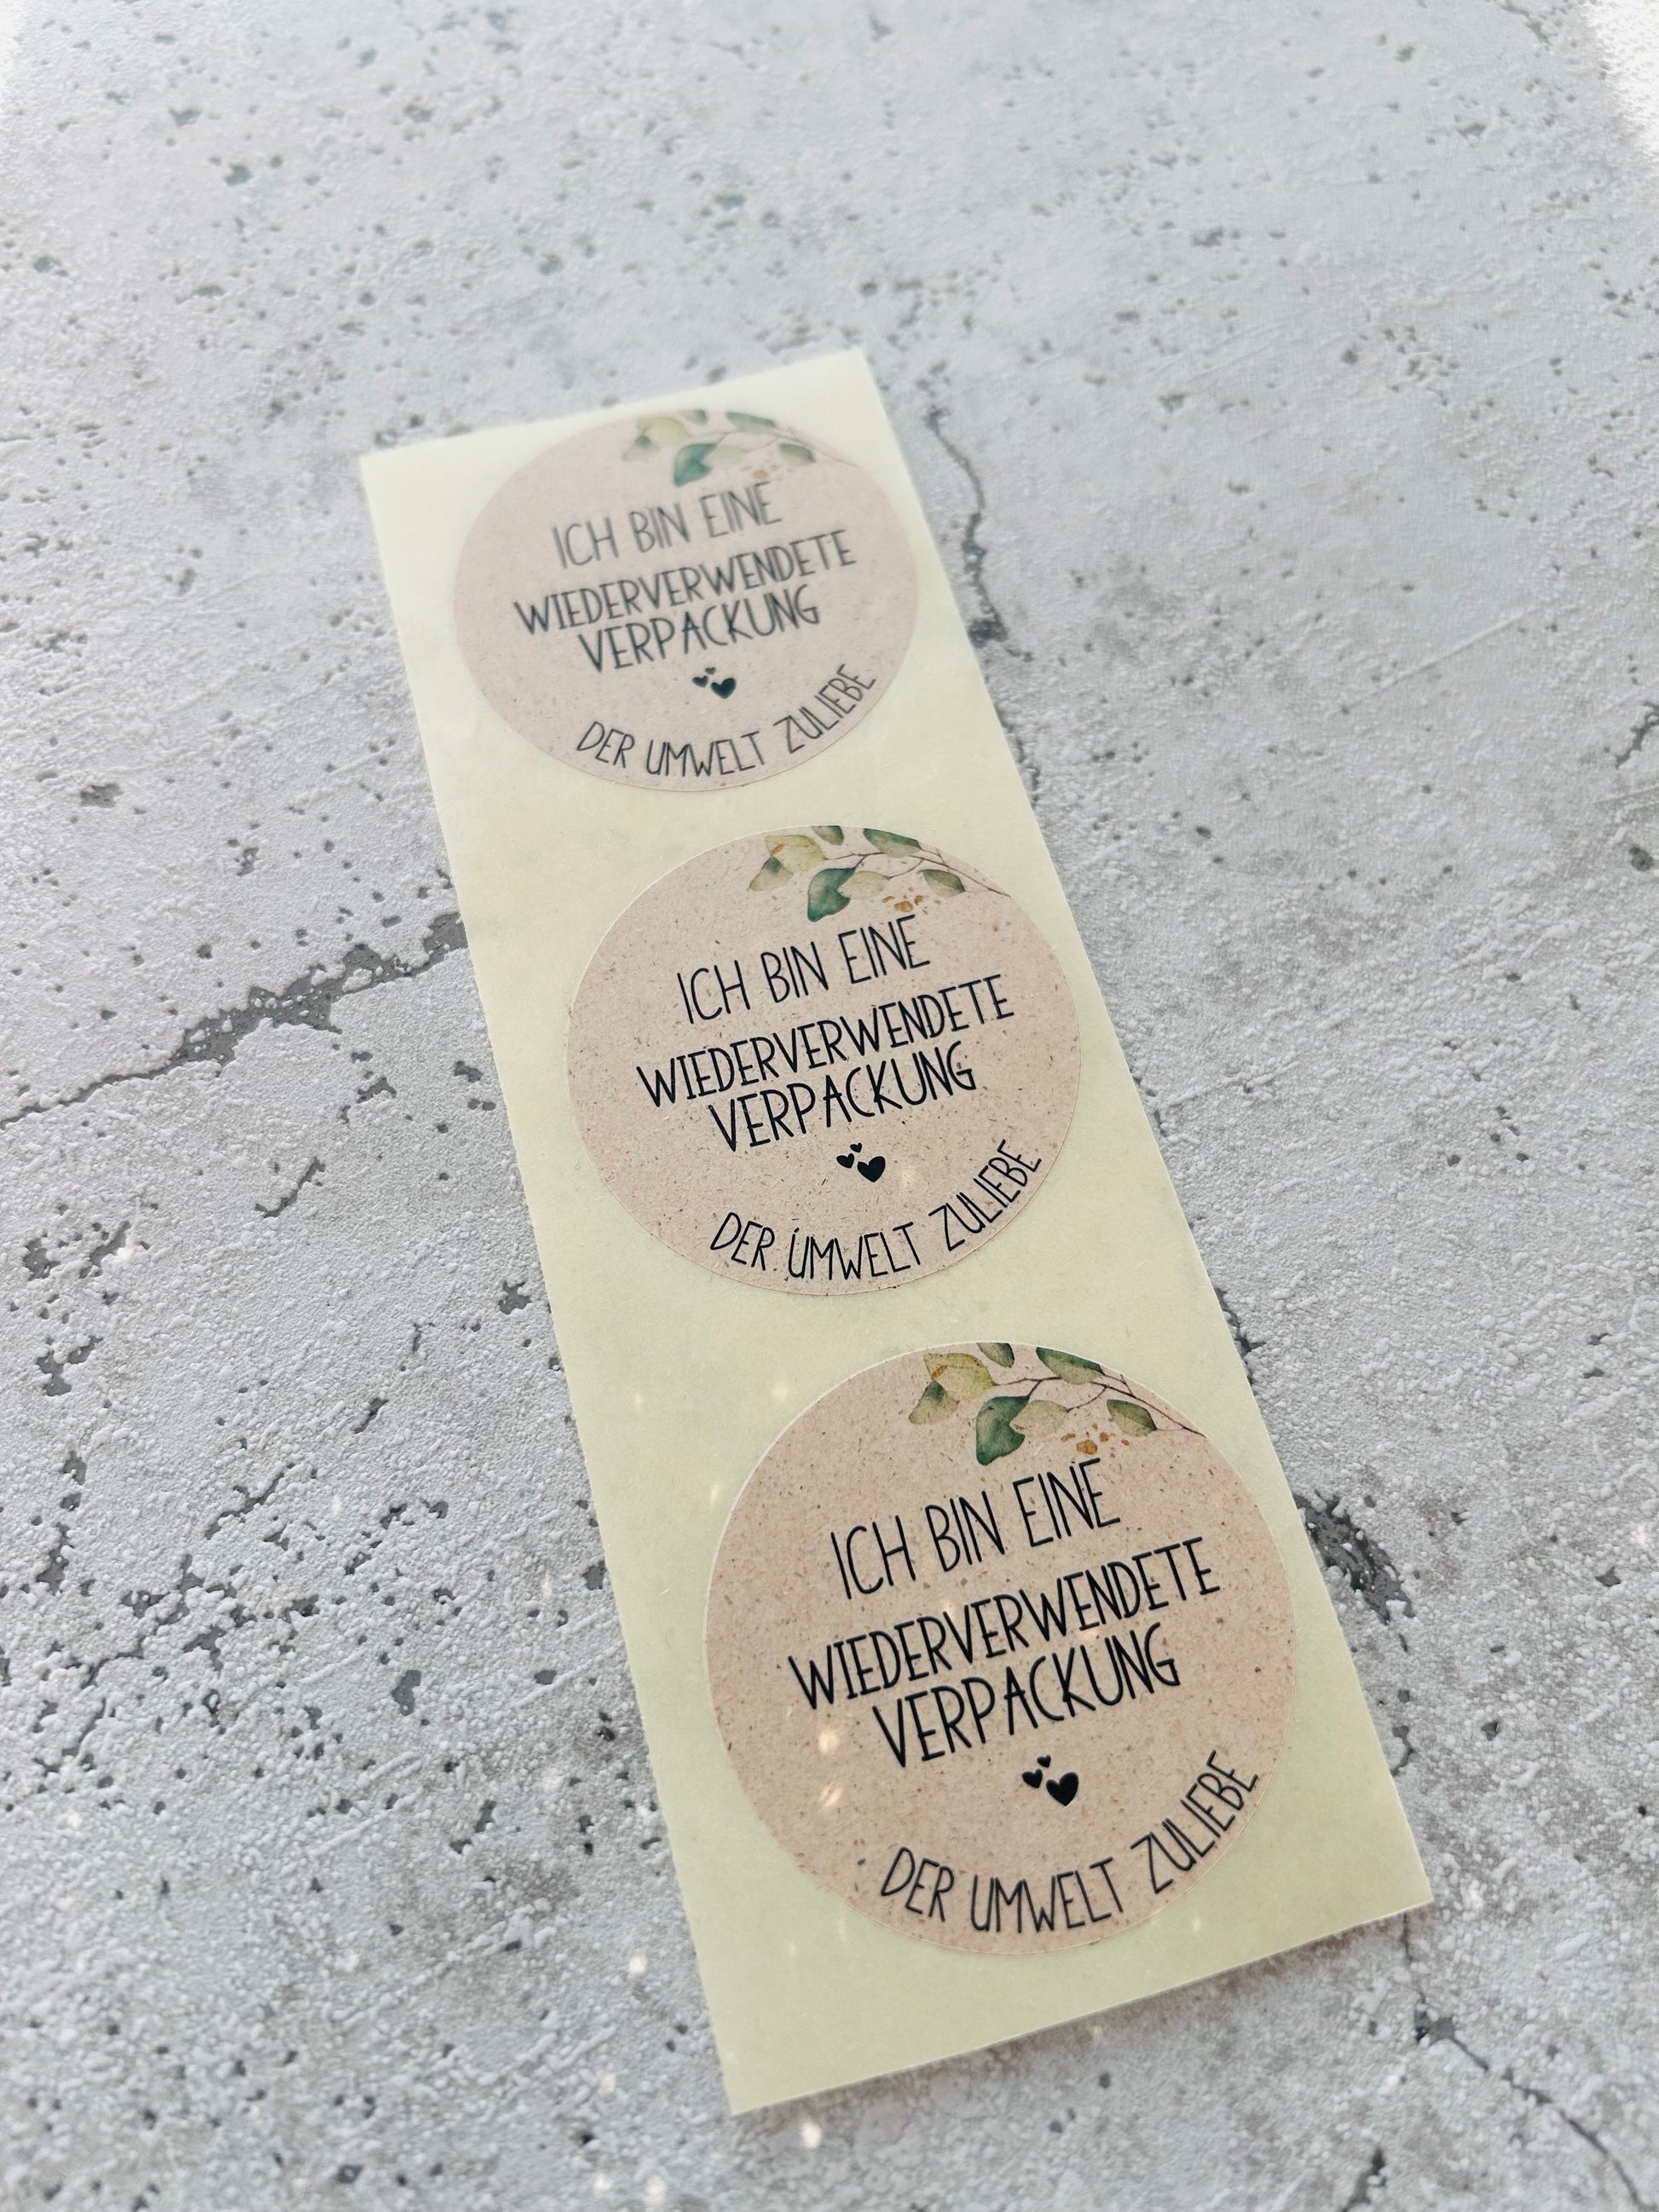 ICH BIN EINE
WIEDERVERWENDETE
VERPACKUNG
DER UMWELT ZULIEBE
ICH BIN EINE
WIEDERVERWENDETE
VERPACKUNG
DER UMWELT ZULIEBE
ICH BIN EINE
WIEDERVERWENDETE
VERPACKUNG
DER UMWELT ZULIEBE